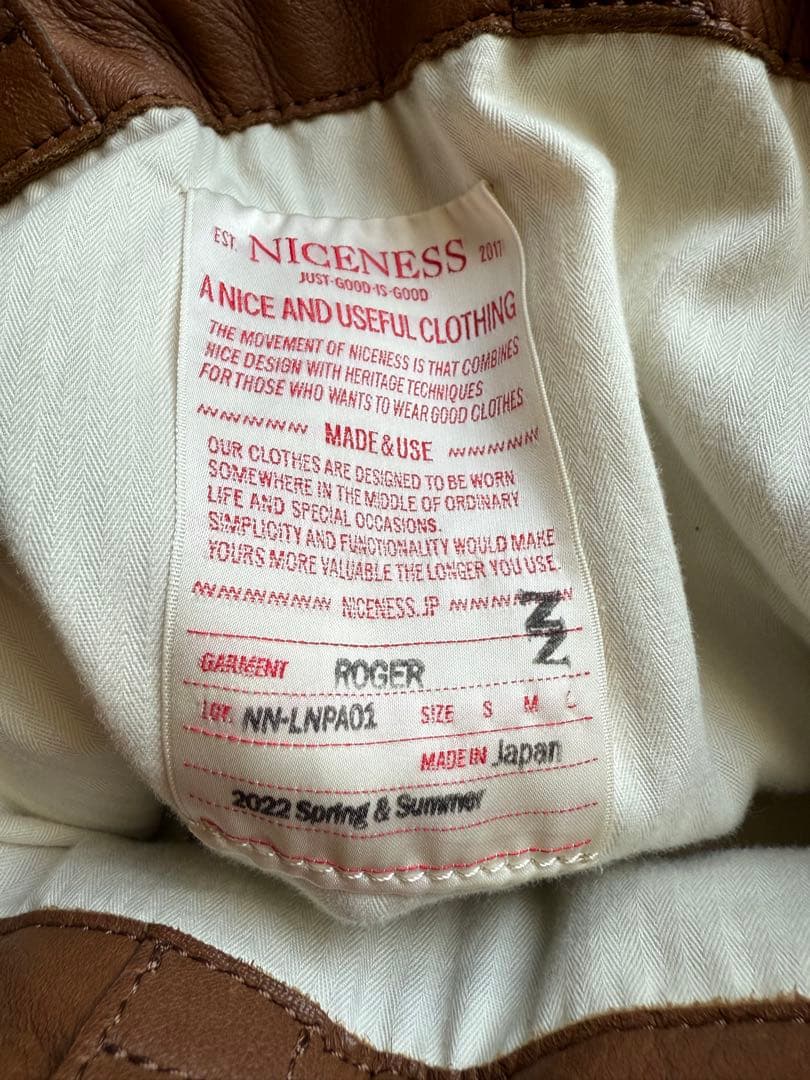 EST. NICENESS 2017
JUST-GOOD-IS-GOOD
A NICE AND USEFUL CLOTHING
THE MOVEMENT OF NICENESS IS THAT COMBINES
NICE DESIGN WITH HERITAGE TECHNIQUES
FOR THOSE WHO WANTS TO WEAR GOOD CLOTHES
MADE & USE
OUR CLOTHES ARE DESIGNED TO BE WORN
SOMEWHERE IN THE MIDDLE OF ORDINARY
LIFE AND SPECIAL OCCASIONS.
SIMPLICITY AND FUNCTIONALITY WOULD MAKE
YOURS MORE VALUABLE THE LONGER YOU USE.
NICENESS.JP
GARMENT ROGER
LOT. NN-LNPA01 SIZE S M L
MADE IN Japan
2022 Spring & Summer